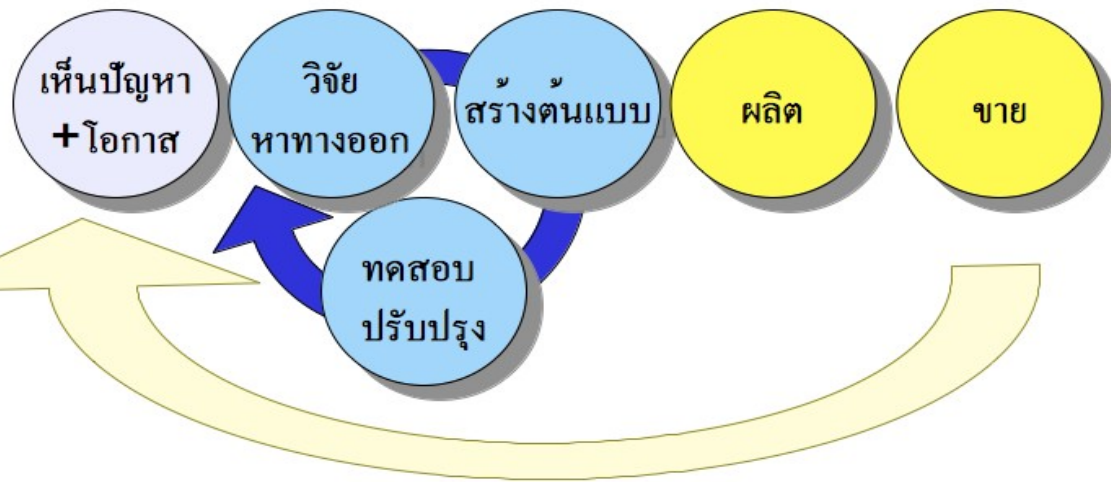 เห็นปัญหา
+โอกาส
วิจัย
หาทางออก
สร้างต้นแบบ
ผลิต
ขาย
ทดสอบ
ปรับปรุง